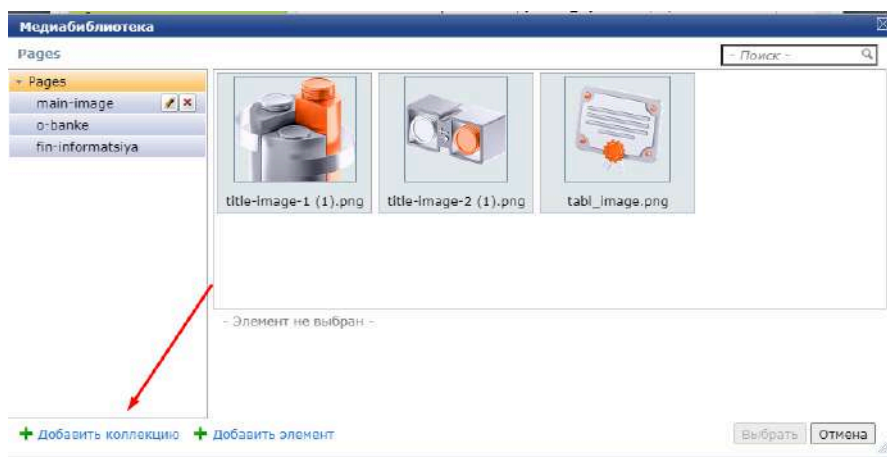 Медиабиблиотека
Pages
- Поиск -
Pages
main-image
o-banke
fin-informatsiya
title-image-1 (1).png
title-image-2 (1).png
tabl_image.png
- Элемент не выбран -
Добавить коллекцию
Добавить элемент
Выбрать
Отмена